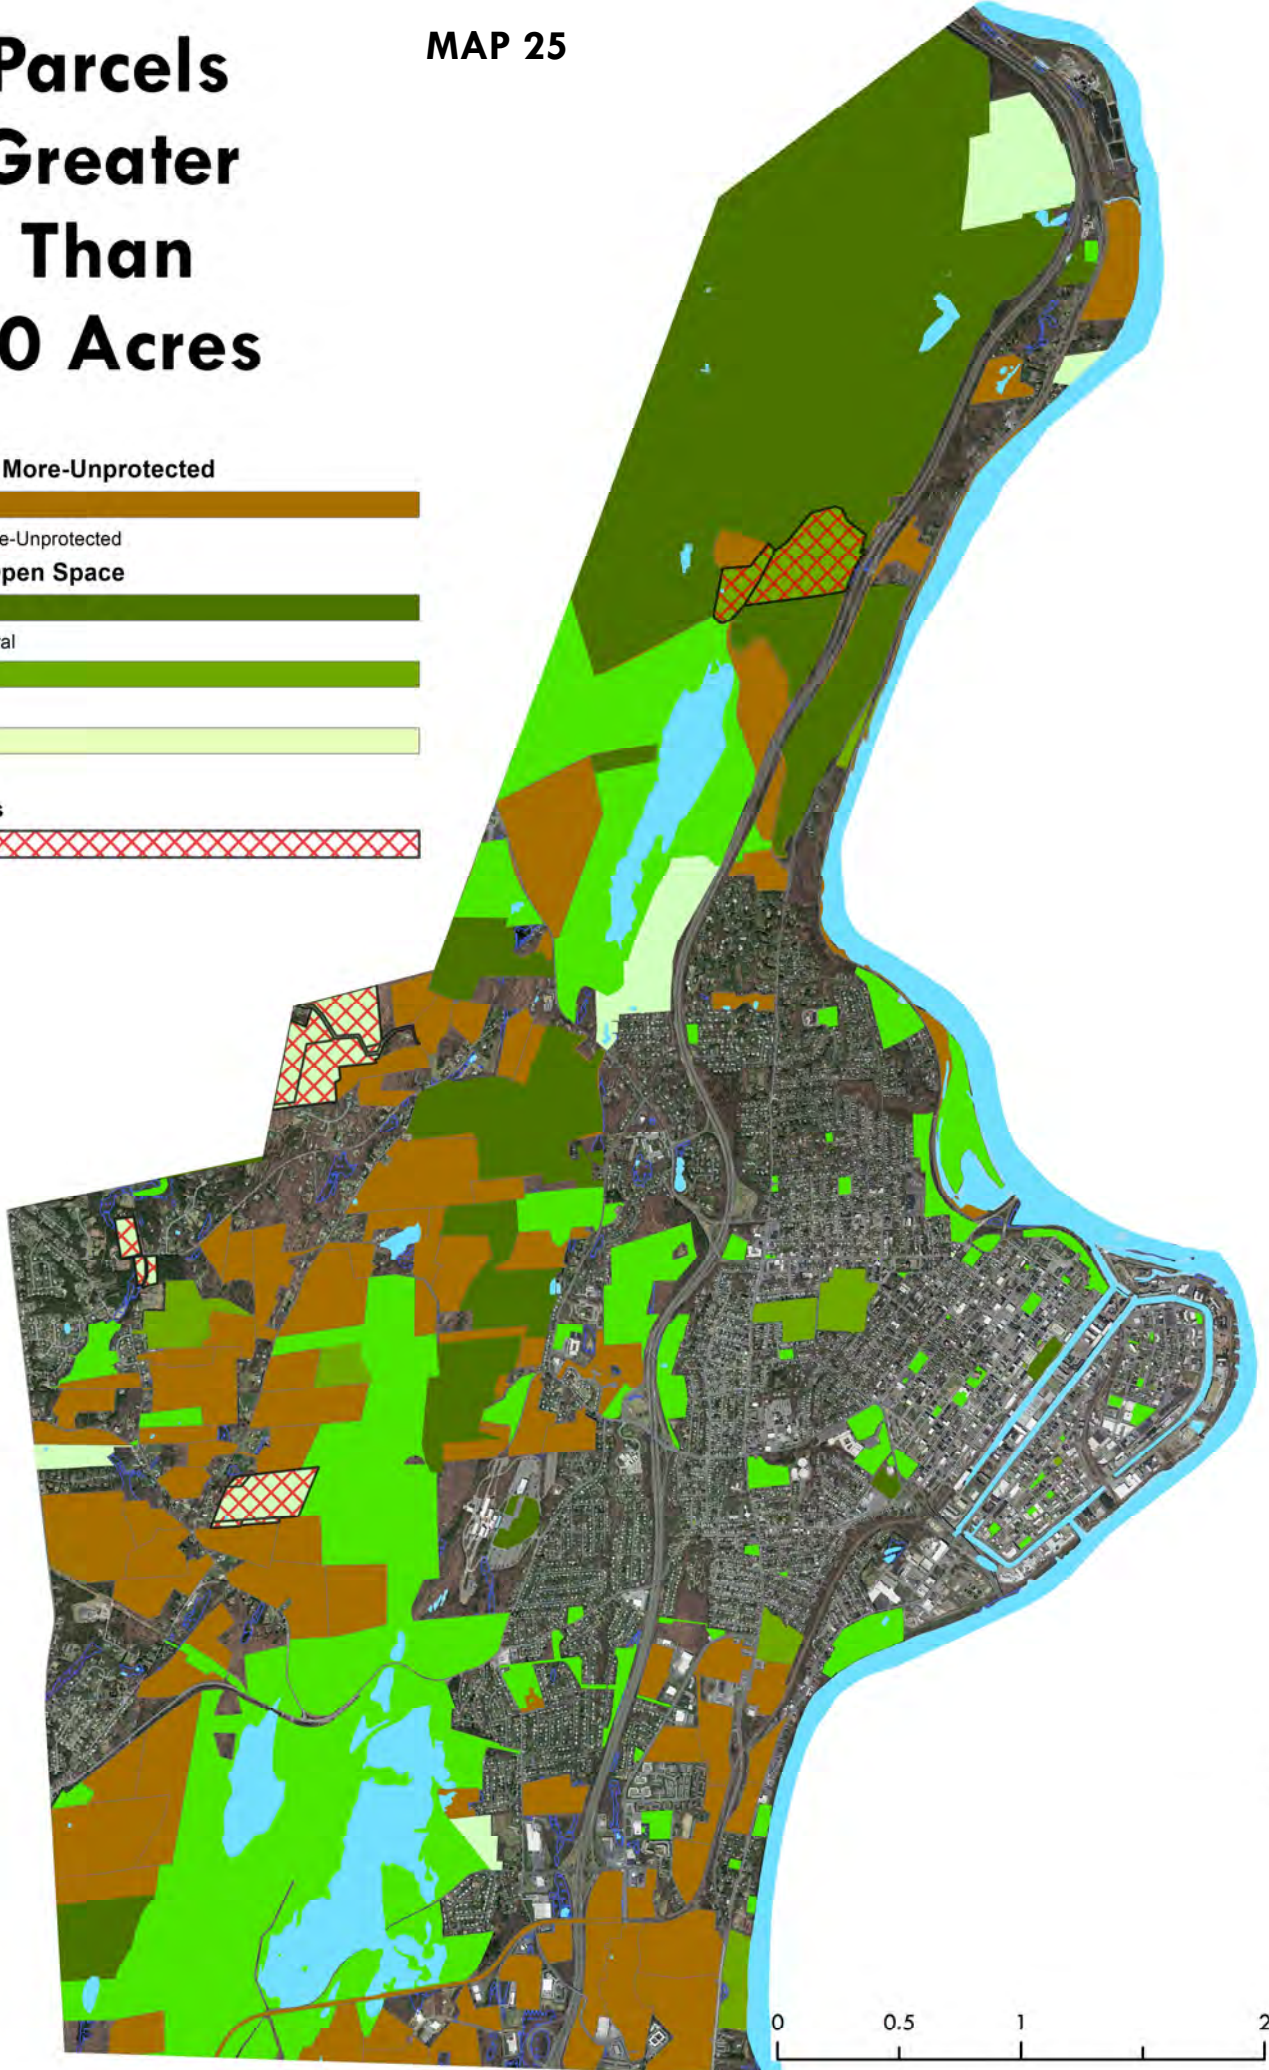 MAP 25
Parcels
Greater
Than
0 Acres
More-Unprotected
e-Unprotected
pen Space
al
s
0 0.5 1 2